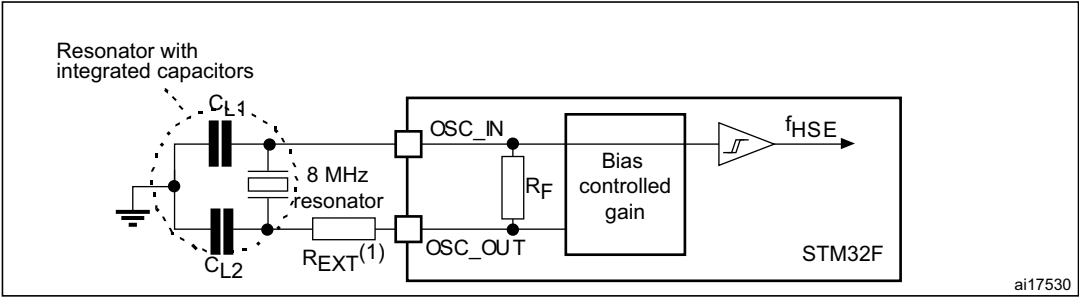 Resonator with
integrated capacitors
CL1
OSC_IN
fHSE
8 MHz
resonator
RF
Bias
controlled
gain
REXT(1)
OSC_OUT
STM32F
CL2
ai17530